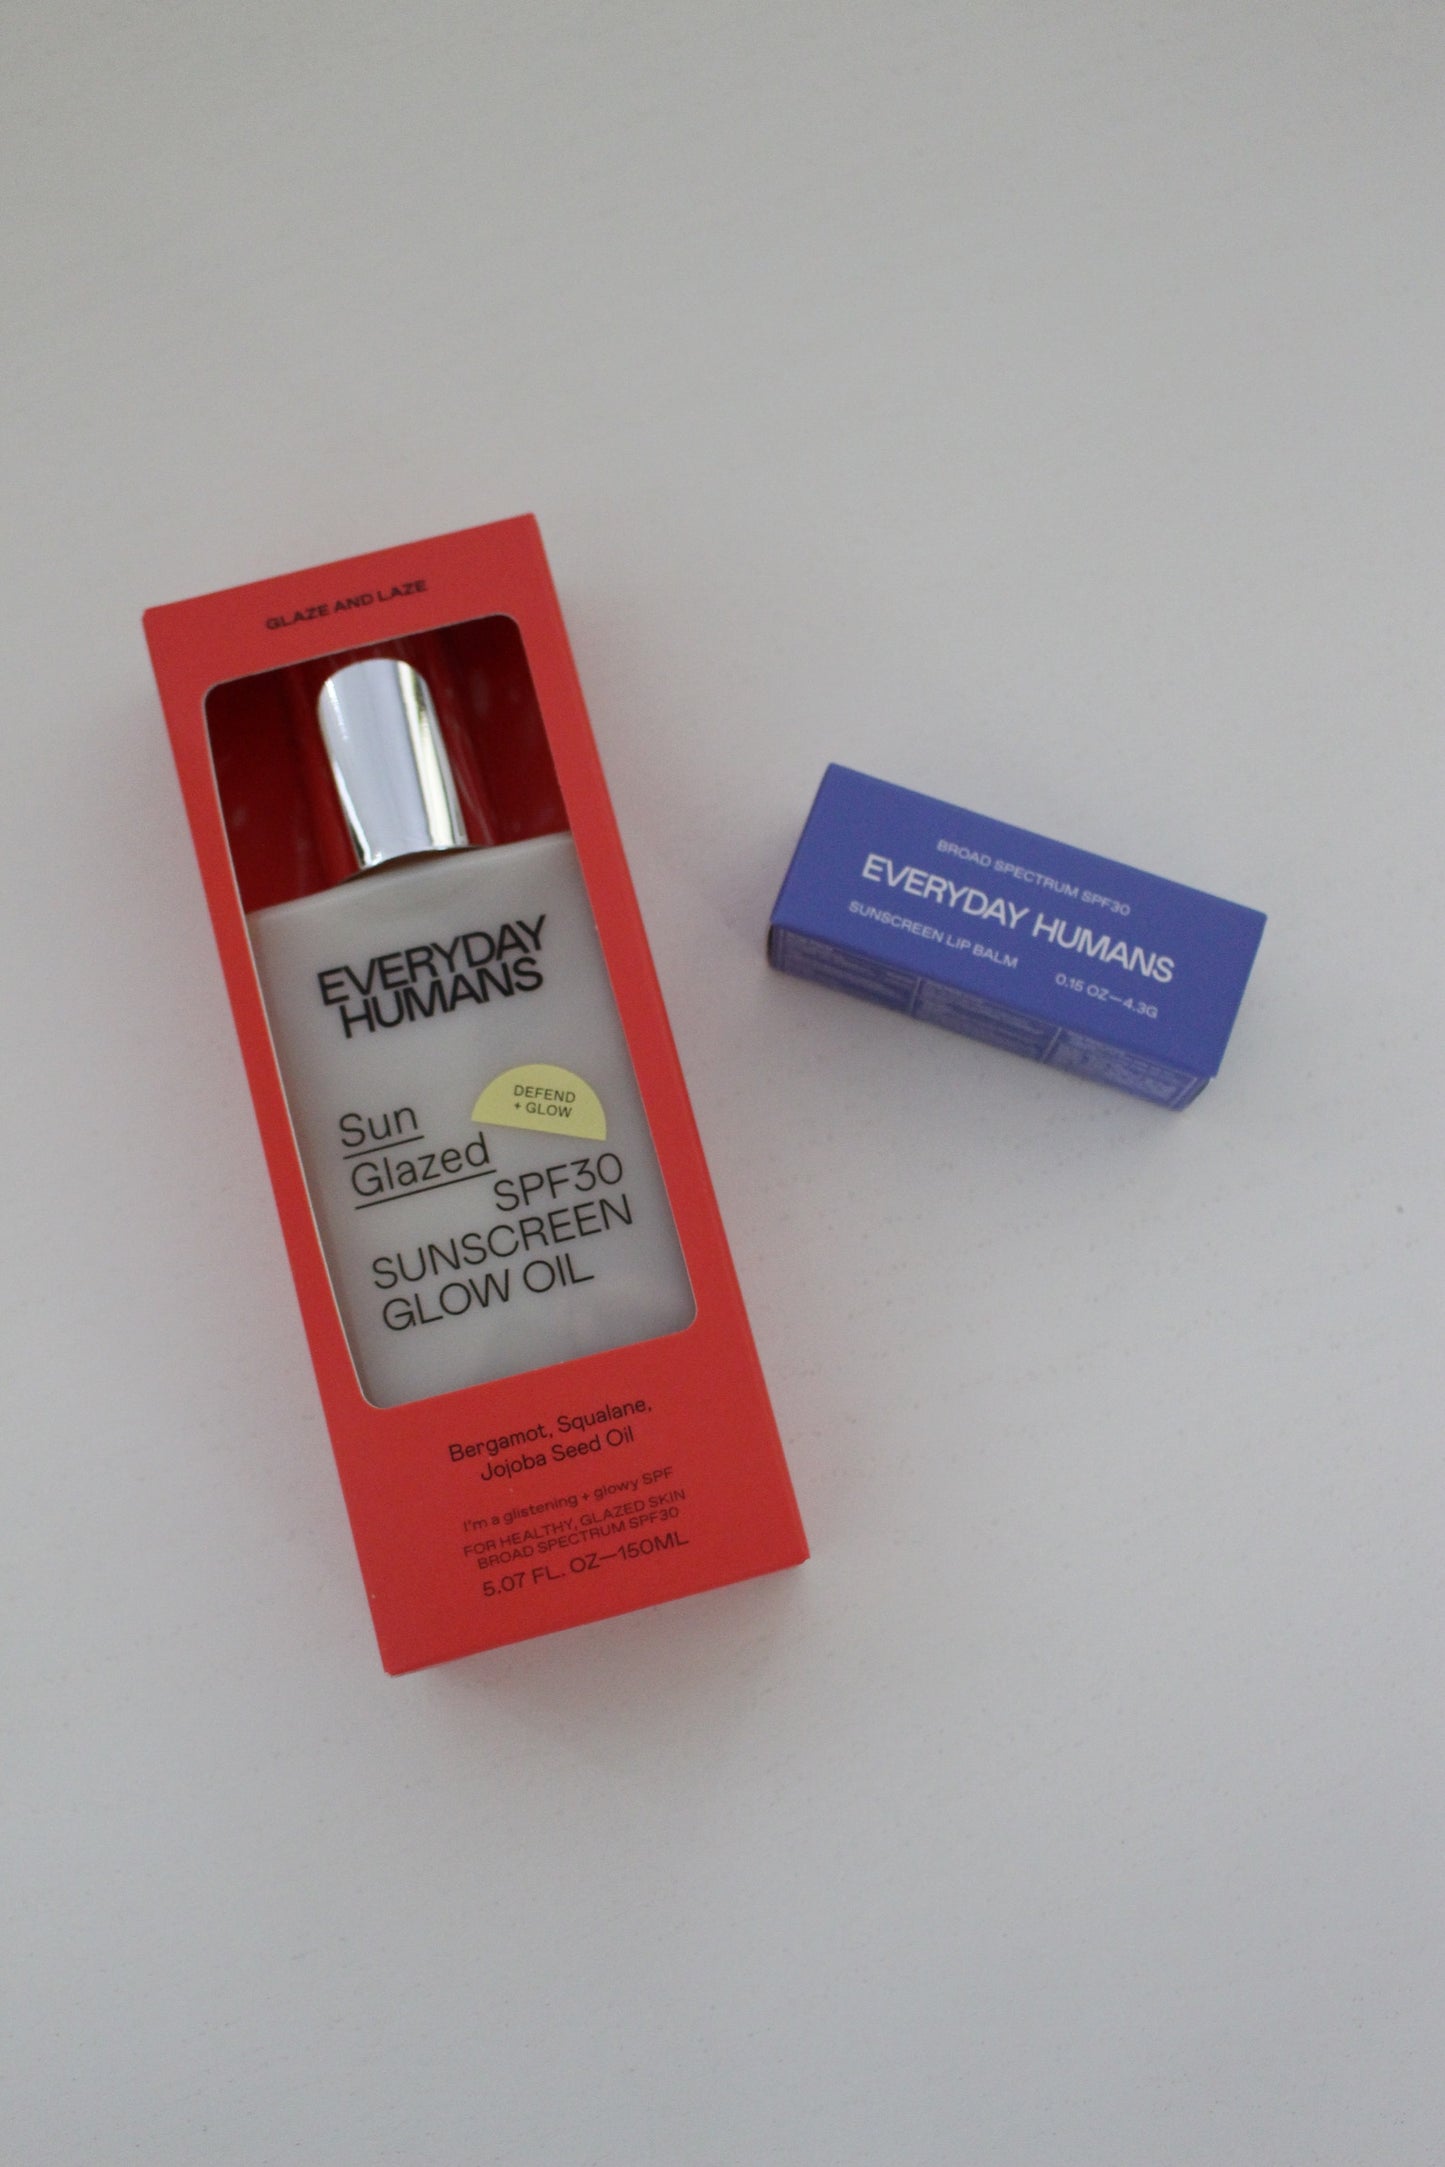 GLAZE AND LAZE
EVERYDAY
HUMANS
DEFEND
+ GLOW
Sun
Glazed
SPF30
SUNSCREEN
GLOW OIL
Bergamot, Squalane,
Jojoba Seed Oil
I'm a glistening + glowy SPF
FOR HEALTHY, GLAZED SKIN
BROAD SPECTRUM SPF30
5.07 FL. OZ—150ML
BROAD SPECTRUM SPF30
EVERYDAY HUMANS
SUNSCREEN LIP BALM 0.15 OZ—4.3G